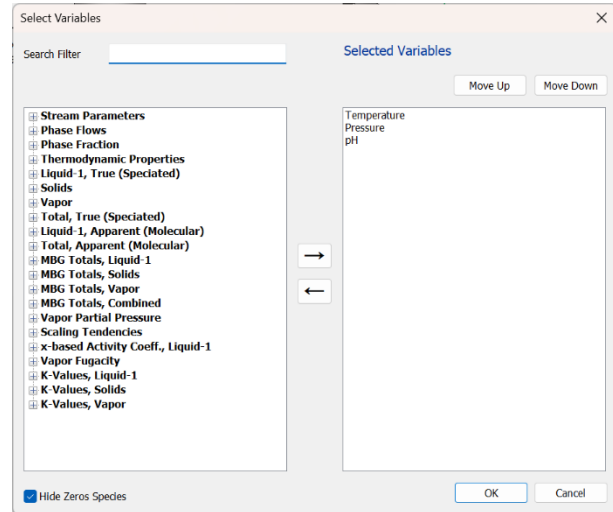 Select Variables
Search Filter
Selected Variables
Move Up
Move Down
Stream Parameters
Phase Flows
Phase Fraction
Thermodynamic Properties
Liquid-1, True (Speciated)
Solids
Vapor
Total, True (Speciated)
Liquid-1, Apparent (Molecular)
Total, Apparent (Molecular)
MBG Totals, Liquid-1
MBG Totals, Solids
MBG Totals, Vapor
MBG Totals, Combined
Vapor Partial Pressure
Scaling Tendencies
x-based Activity Coeff., Liquid-1
Vapor Fugacity
K-Values, Liquid-1
K-Values, Solids
K-Values, Vapor
Temperature
Pressure
pH
Hide Zeros Species
OK
Cancel